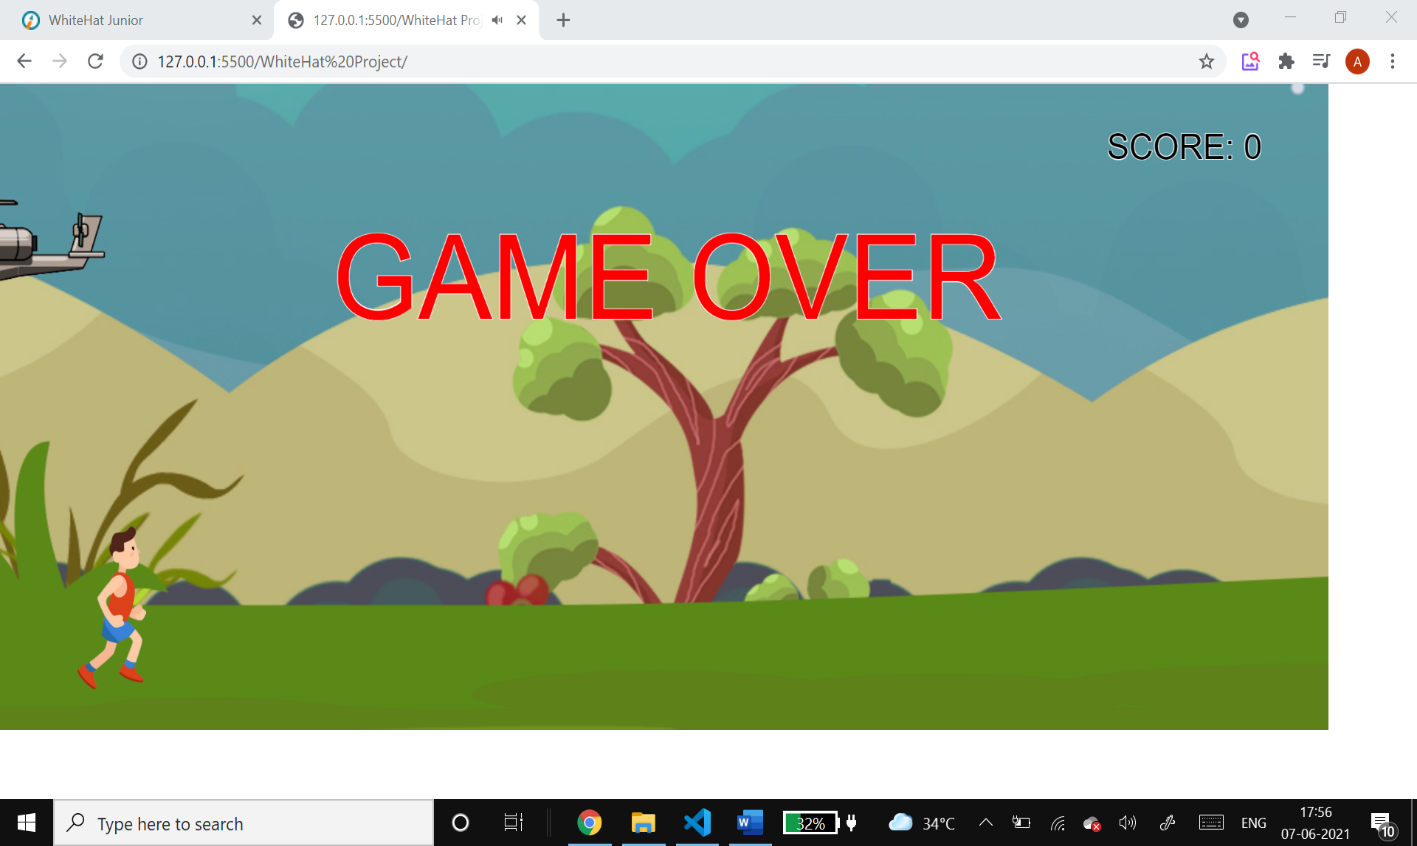 WhiteHat Junior
127.0.0.1:5500/WhiteHat Pro
127.0.0.1:5500/WhiteHat%20Project/
A
SCORE: 0
GAME OVER
Type here to search
W
32%
34°C
ENG
17:56
07-06-2021
10